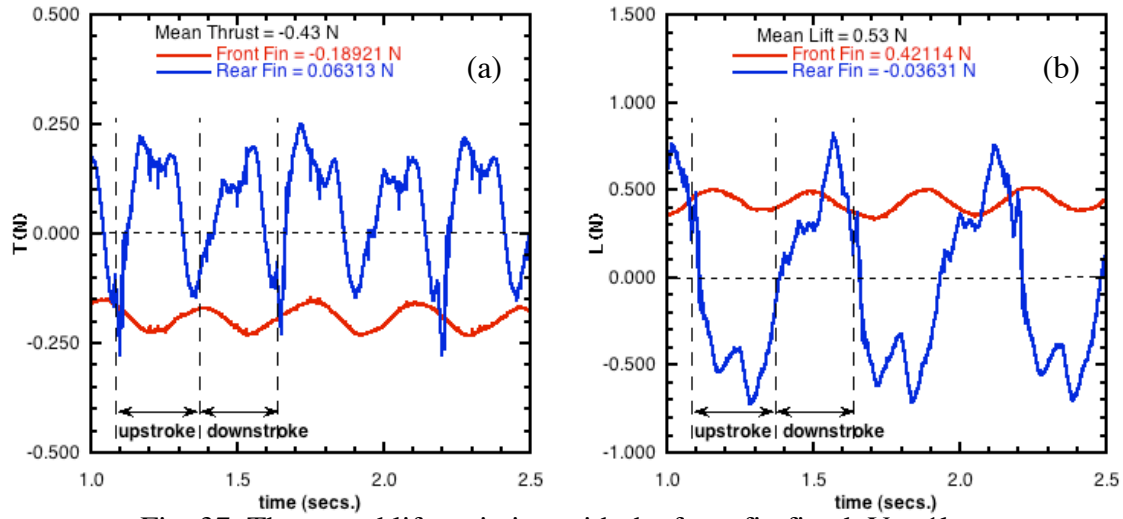 Mean Thrust = -0.43 N
Front Fin = -0.18921 N
Rear Fin = 0.06313 N
(a)
0.500
0.250
0.000
-0.250
-0.500
T (N)
upstroke
downstroke
1.0
1.5
2.0
2.5
time (secs.)
Mean Lift = 0.53 N
Front Fin = 0.42114 N
Rear Fin = -0.03631 N
(b)
1.500
1.000
0.500
0.000
-0.500
-1.000
L (N)
upstroke
downstroke
1.0
1.5
2.0
2.5
time (secs.)